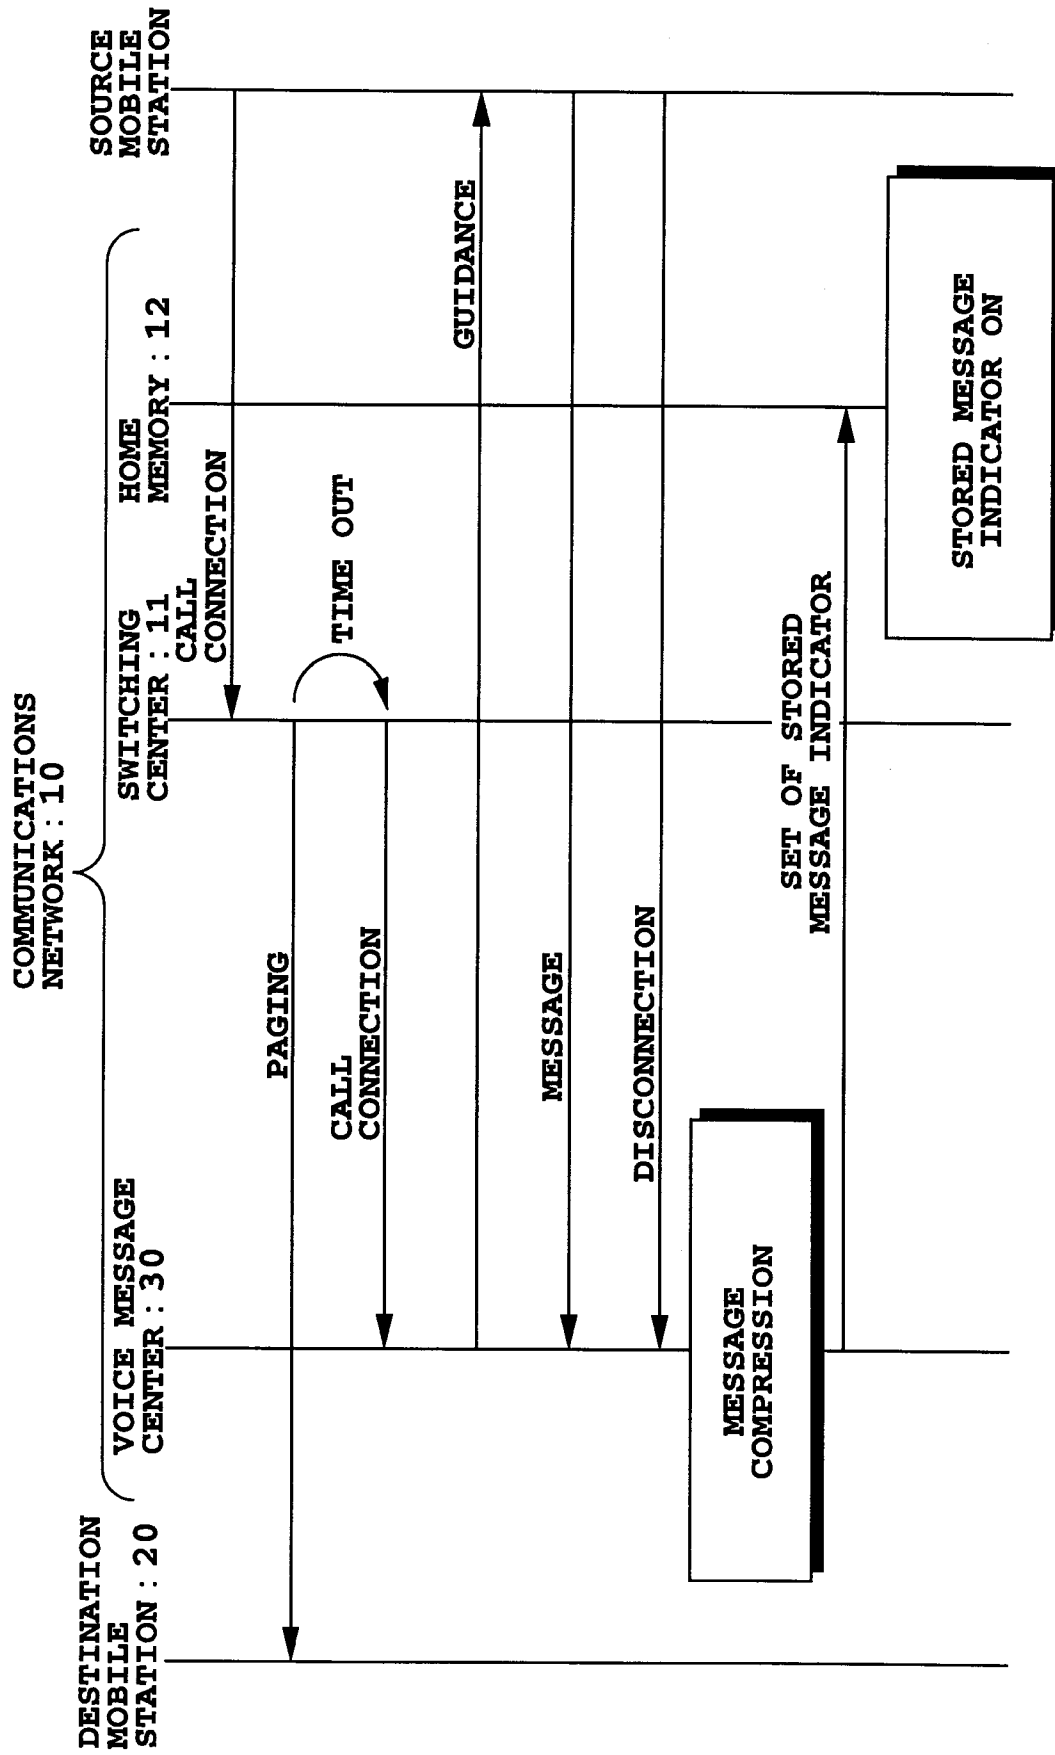 COMMUNICATIONS
NETWORK : 10
DESTINATION
MOBILE
STATION : 20
VOICE MESSAGE
CENTER : 30
SWITCHING
CENTER : 11
HOME
MEMORY : 12
SOURCE
MOBILE
STATION
CALL
CONNECTION
PAGING
TIME OUT
CALL
CONNECTION
GUIDANCE
MESSAGE
DISCONNECTION
MESSAGE
COMPRESSION
SET OF STORED
MESSAGE INDICATOR
STORED MESSAGE
INDICATOR ON